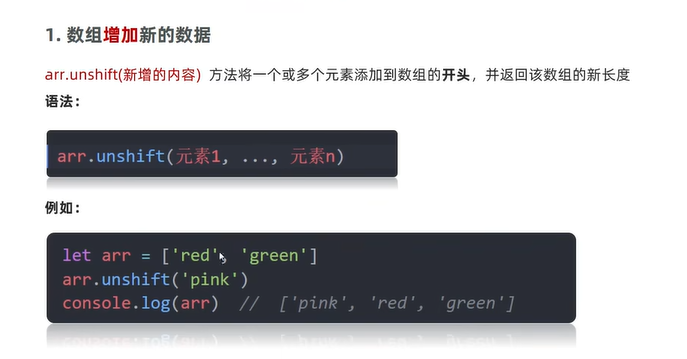 1. 数组增加新的数据
arr.unshift(新增的内容) 方法将一个或多个元素添加到数组的开头，并返回该数组的新长度
语法：
arr.unshift(元素1, ..., 元素n)
例如：
let arr = ['red', 'green']
arr.unshift('pink')
console.log(arr)  //  ['pink', 'red', 'green']